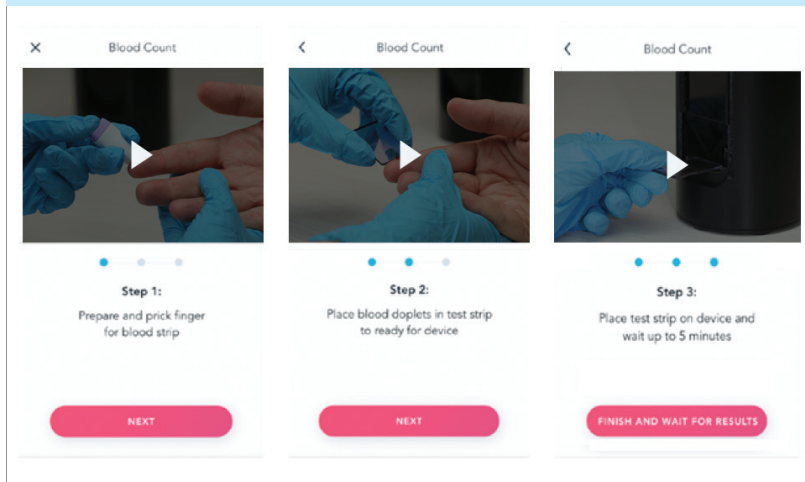 Blood Count
Step 1:
Prepare and prick finger
for blood strip
NEXT
Blood Count
Step 2:
Place blood doplets in test strip
to ready for device
NEXT
Blood Count
Step 3:
Place test strip on device and
wait up to 5 minutes
FINISH AND WAIT FOR RESULTS